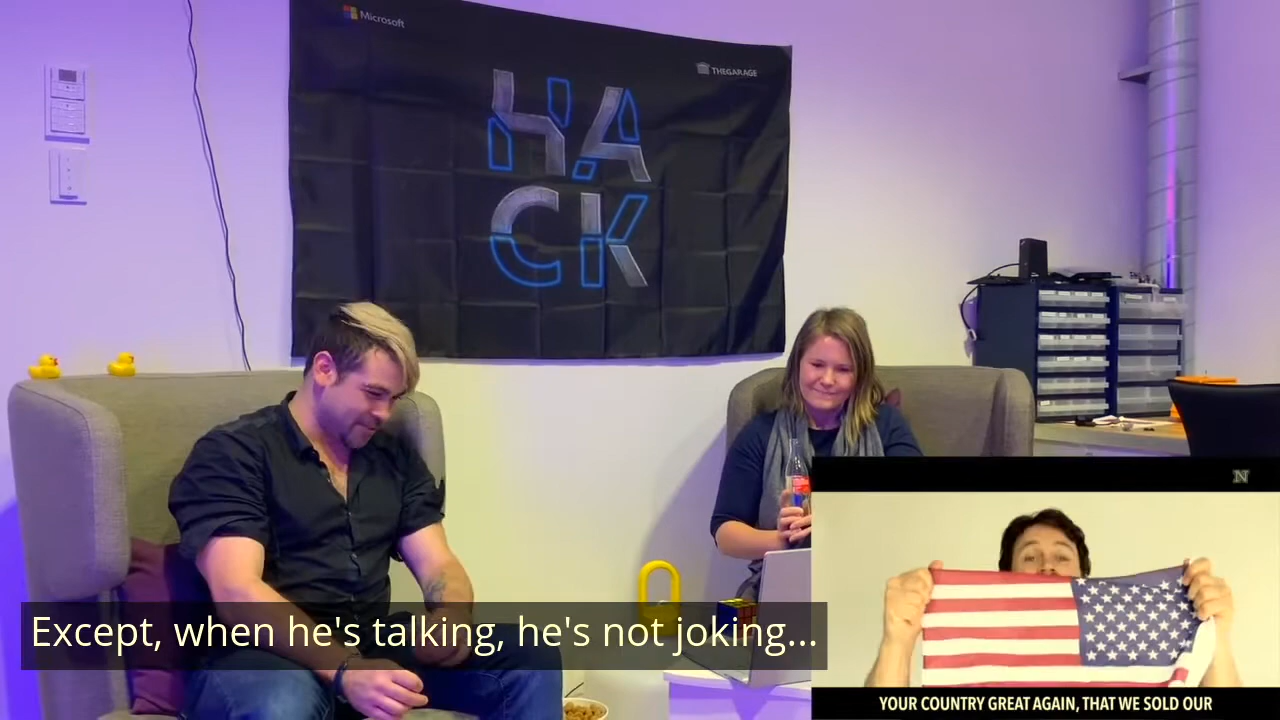 Microsoft
THEGARAGE
HA
CK
N
Except, when he's talking, he's not joking...
YOUR COUNTRY GREAT AGAIN, THAT WE SOLD OUR